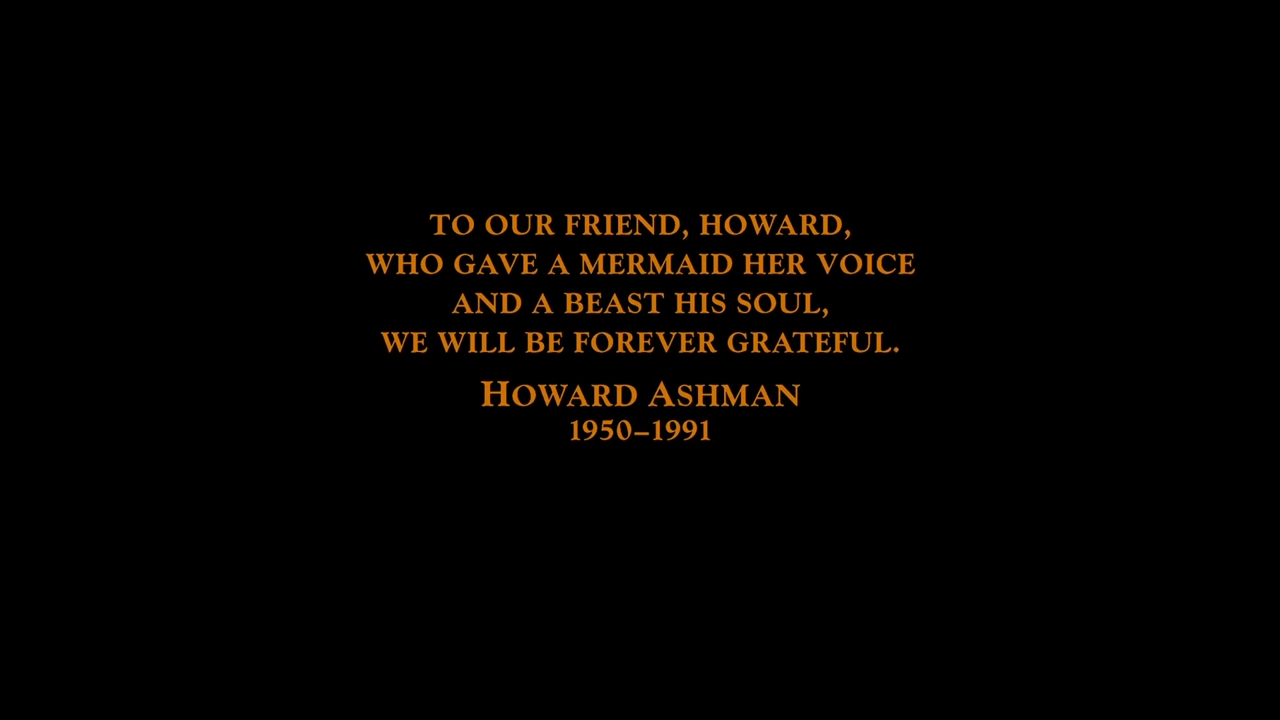 TO OUR FRIEND, HOWARD,
WHO GAVE A MERMAID HER VOICE
AND A BEAST HIS SOUL,
WE WILL BE FOREVER GRATEFUL.
HOWARD ASHMAN
1950–1991